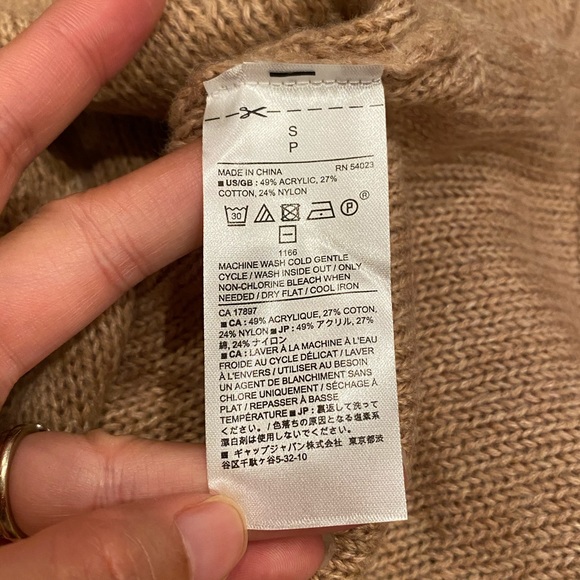 S
P
MADE IN CHINA RN 54023
■ US/GB : 49% ACRYLIC, 27%
COTTON, 24% NYLON
30 P ®
1166
MACHINE WASH COLD GENTLE
CYCLE / WASH INSIDE OUT / ONLY
NON-CHLORINE BLEACH WHEN
NEEDED / DRY FLAT / COOL IRON
CA 17897
■ CA : 49% ACRYLIQUE, 27% COTON,
24% NYLON ■ JP : 49% アクリル, 27%
綿, 24% ナイロン
■ CA : LAVER À LA MACHINE À L'EAU
FROIDE AU CYCLE DÉLICAT / LAVER
À L'ENVERS / UTILISER AU BESOIN
UN AGENT DE BLANCHIMENT SANS
CHLORE UNIQUEMENT / SÉCHAGE À
PLAT / REPASSER À BASSE
TEMPÉRATURE ■ JP : 裏返して洗って
ください。/ 色落ちの原因となる塩素系
漂白剤は使用しないでください。
■ ギャップジャパン株式会社 東京都渋
谷区千駄ケ谷5-32-10